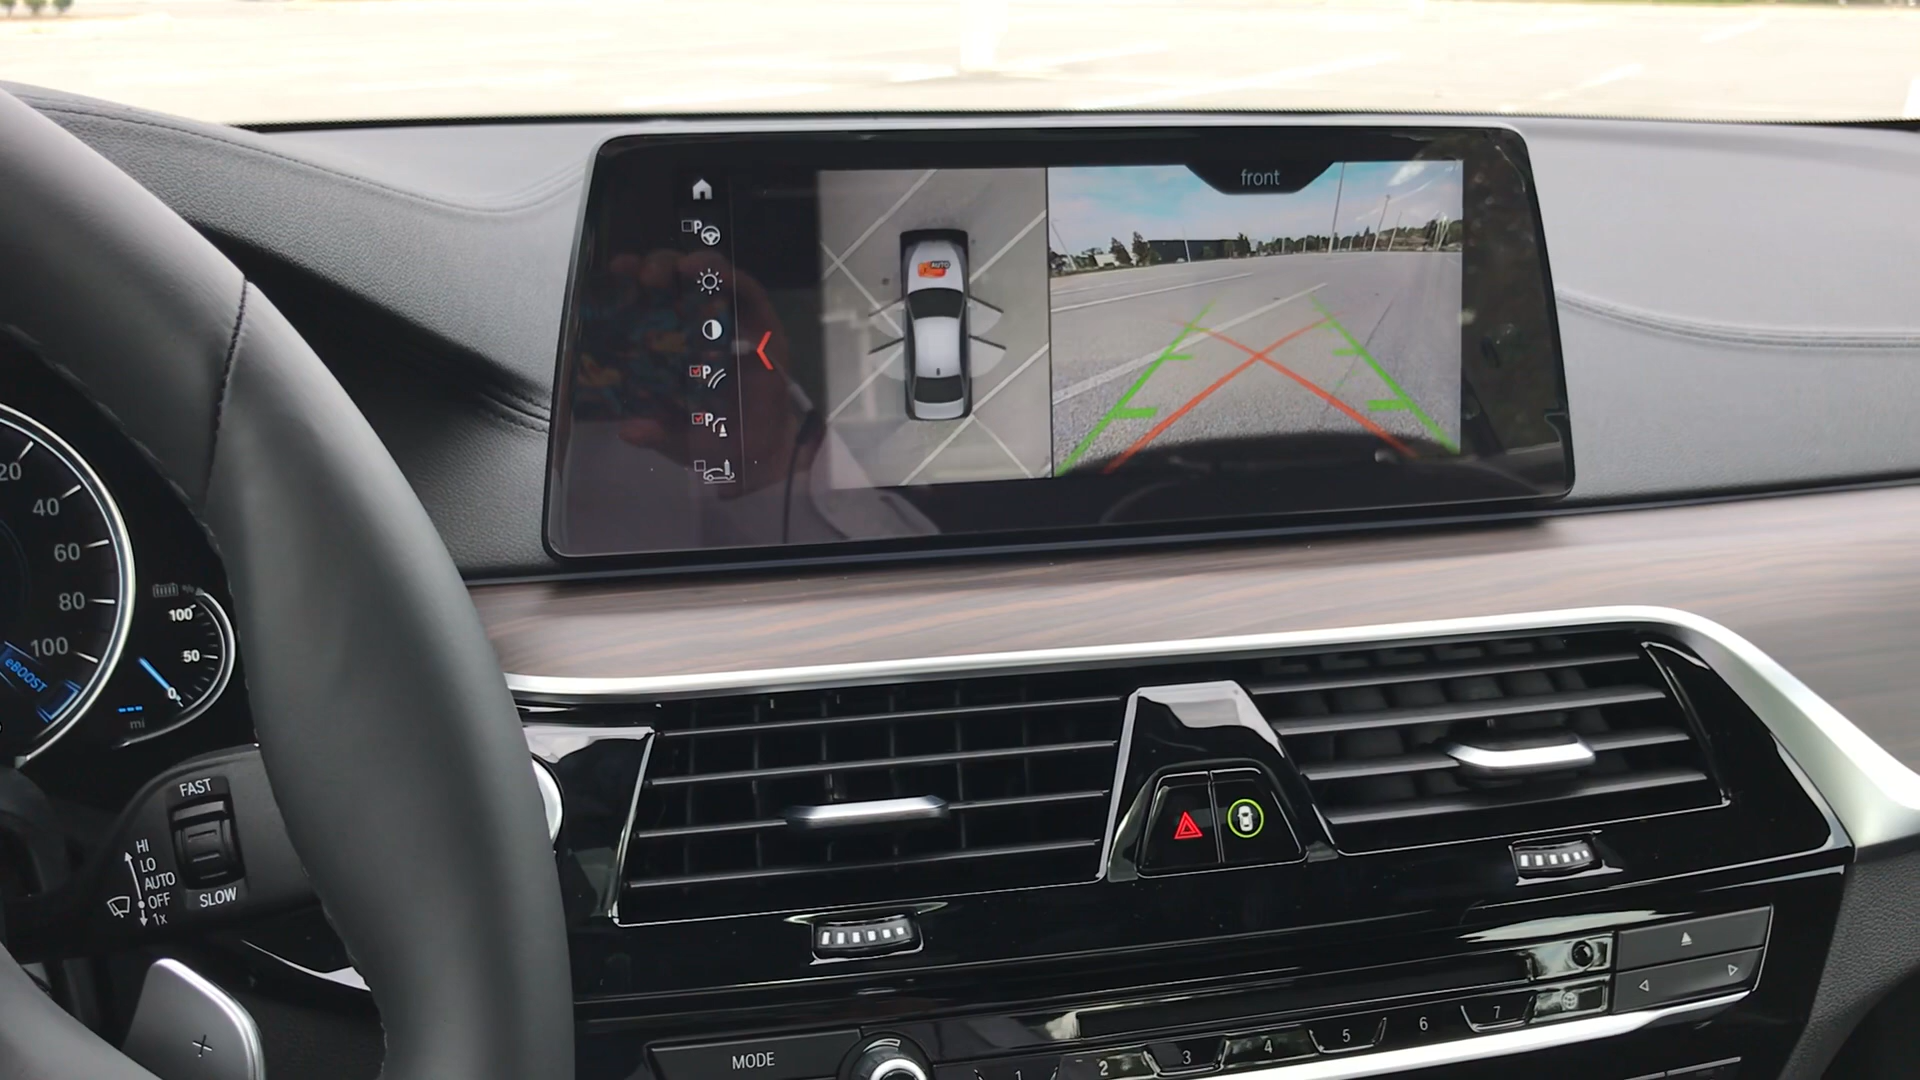 front
P
AUTO
P
P
20
40
60
80
100
eBOOST
100
50
0
---
mi
FAST
HI
LO
AUTO
OFF
1x
SLOW
+
MODE
1
2
3
4
5
6
7